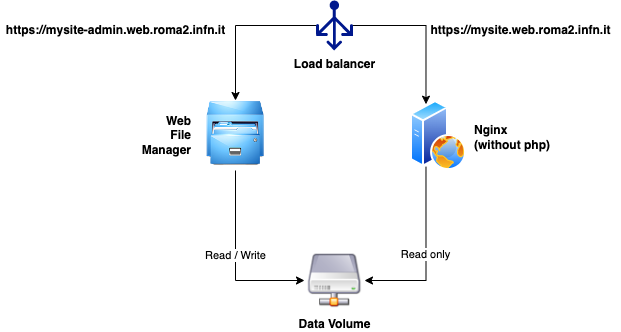 https://mysite-admin.web.roma2.infn.it
https://mysite.web.roma2.infn.it
Load balancer
Web
File
Manager
Nginx
(without php)
Read / Write
Read only
Data Volume